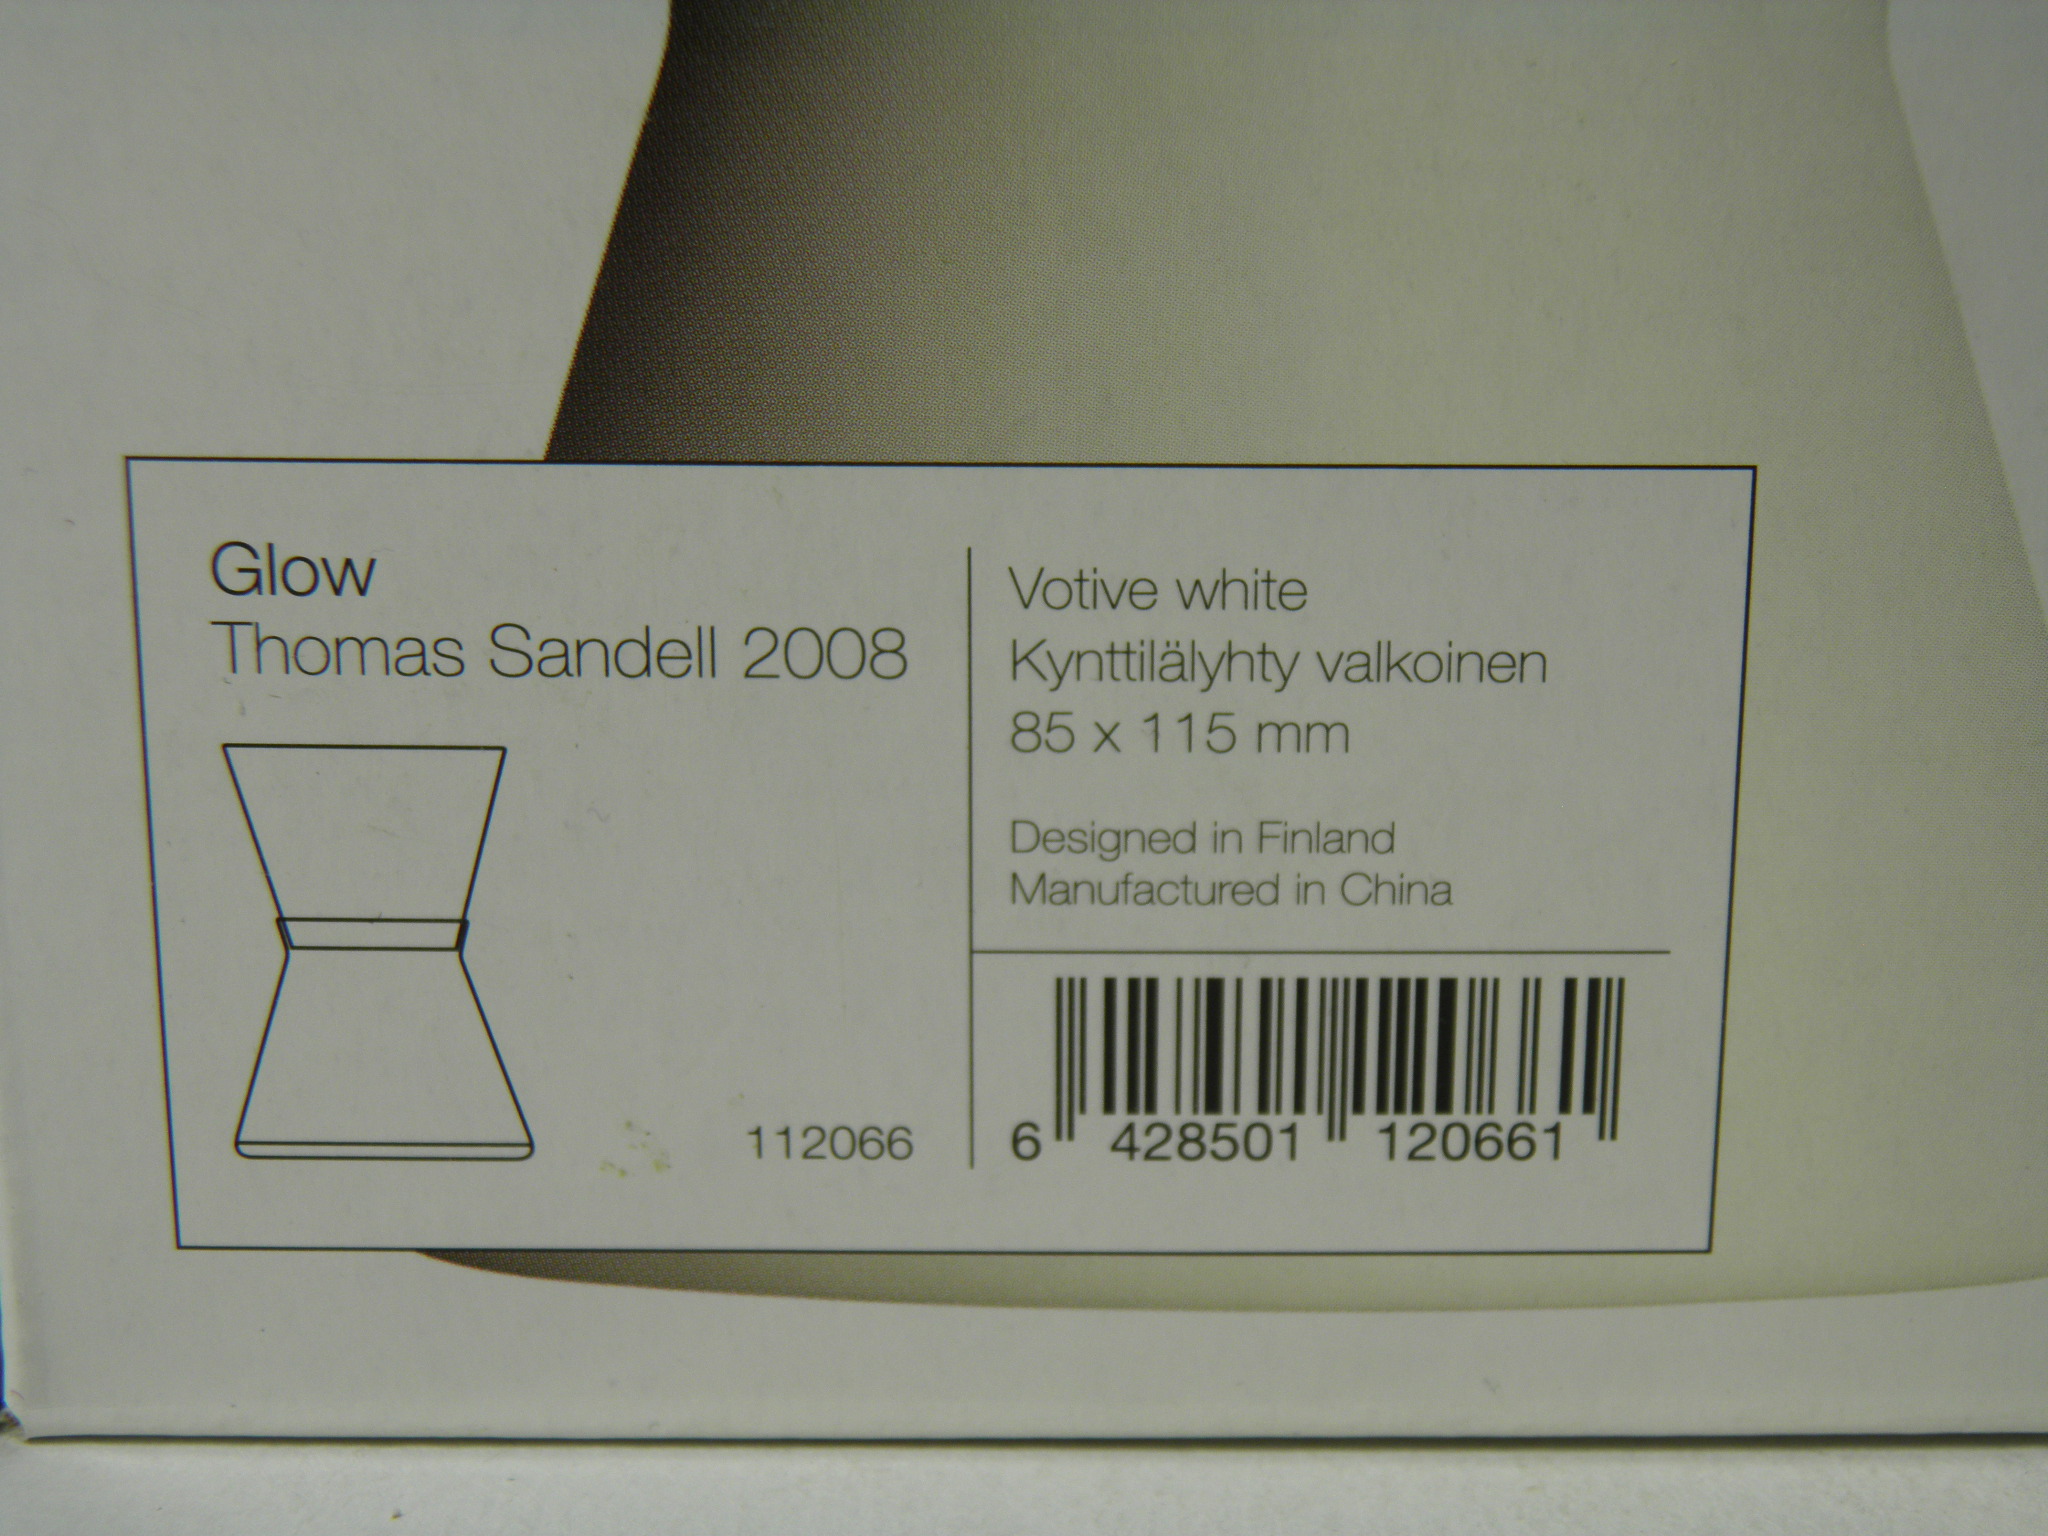 Glow
Thomas Sandell 2008
112066
Votive white
Kynttilälyhty valkoinen
85 x 115 mm
Designed in Finland
Manufactured in China
6 428501 120661